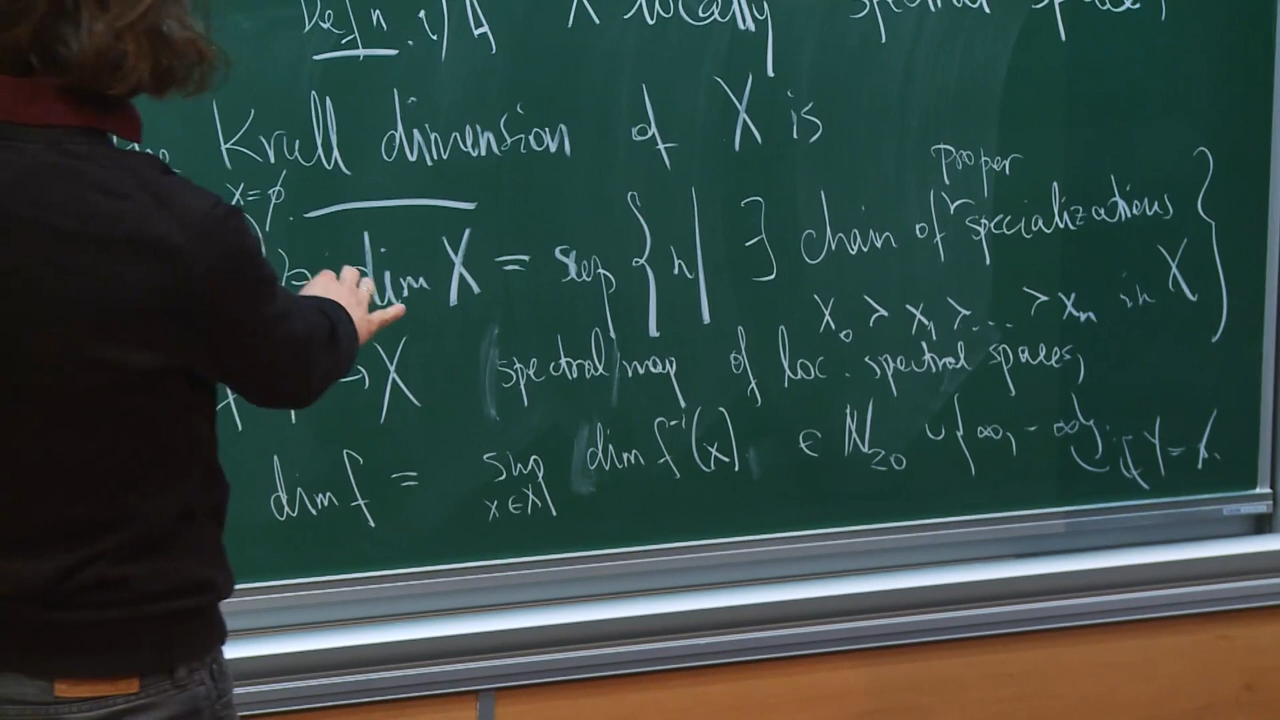 Defn. i) A X locally spectral space,
Krull dimension of X is
x=∅. proper
dim X = sup { n | ∃ chain of specializations
x₀ > x₁ > ... > xₙ in X }
→ X spectral map of loc. spectral spaces,
dim f = sup dim f⁻¹(x) ∈ ℕ≥0 ∪ {∞, -∞} if Y=
x∈X